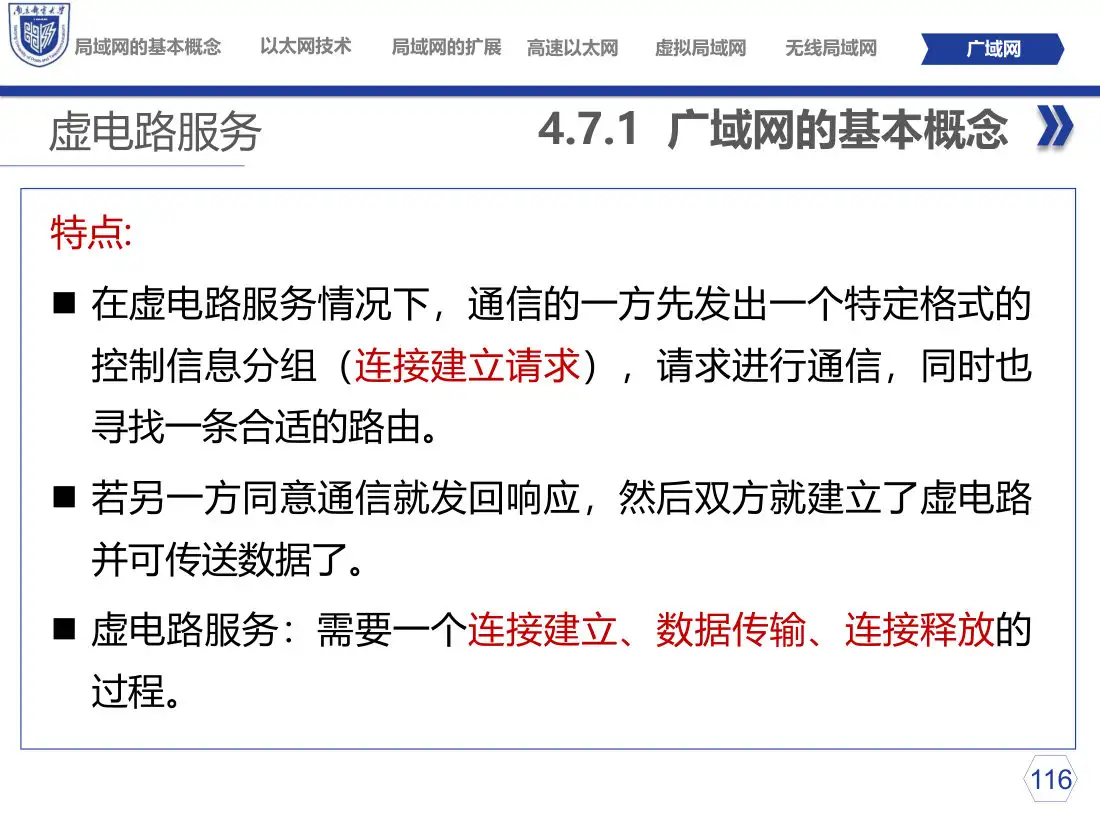 南京邮电大学
局域网的基本概念 以太网技术 局域网的扩展 高速以太网 虚拟局域网 无线局域网 广域网
虚电路服务
4.7.1 广域网的基本概念
特点:
■ 在虚电路服务情况下，通信的一方先发出一个特定格式的
控制信息分组（连接建立请求），请求进行通信，同时也
寻找一条合适的路由。
■ 若另一方同意通信就发回响应，然后双方就建立了虚电路
并可传送数据了。
■ 虚电路服务：需要一个连接建立、数据传输、连接释放的
过程。
116